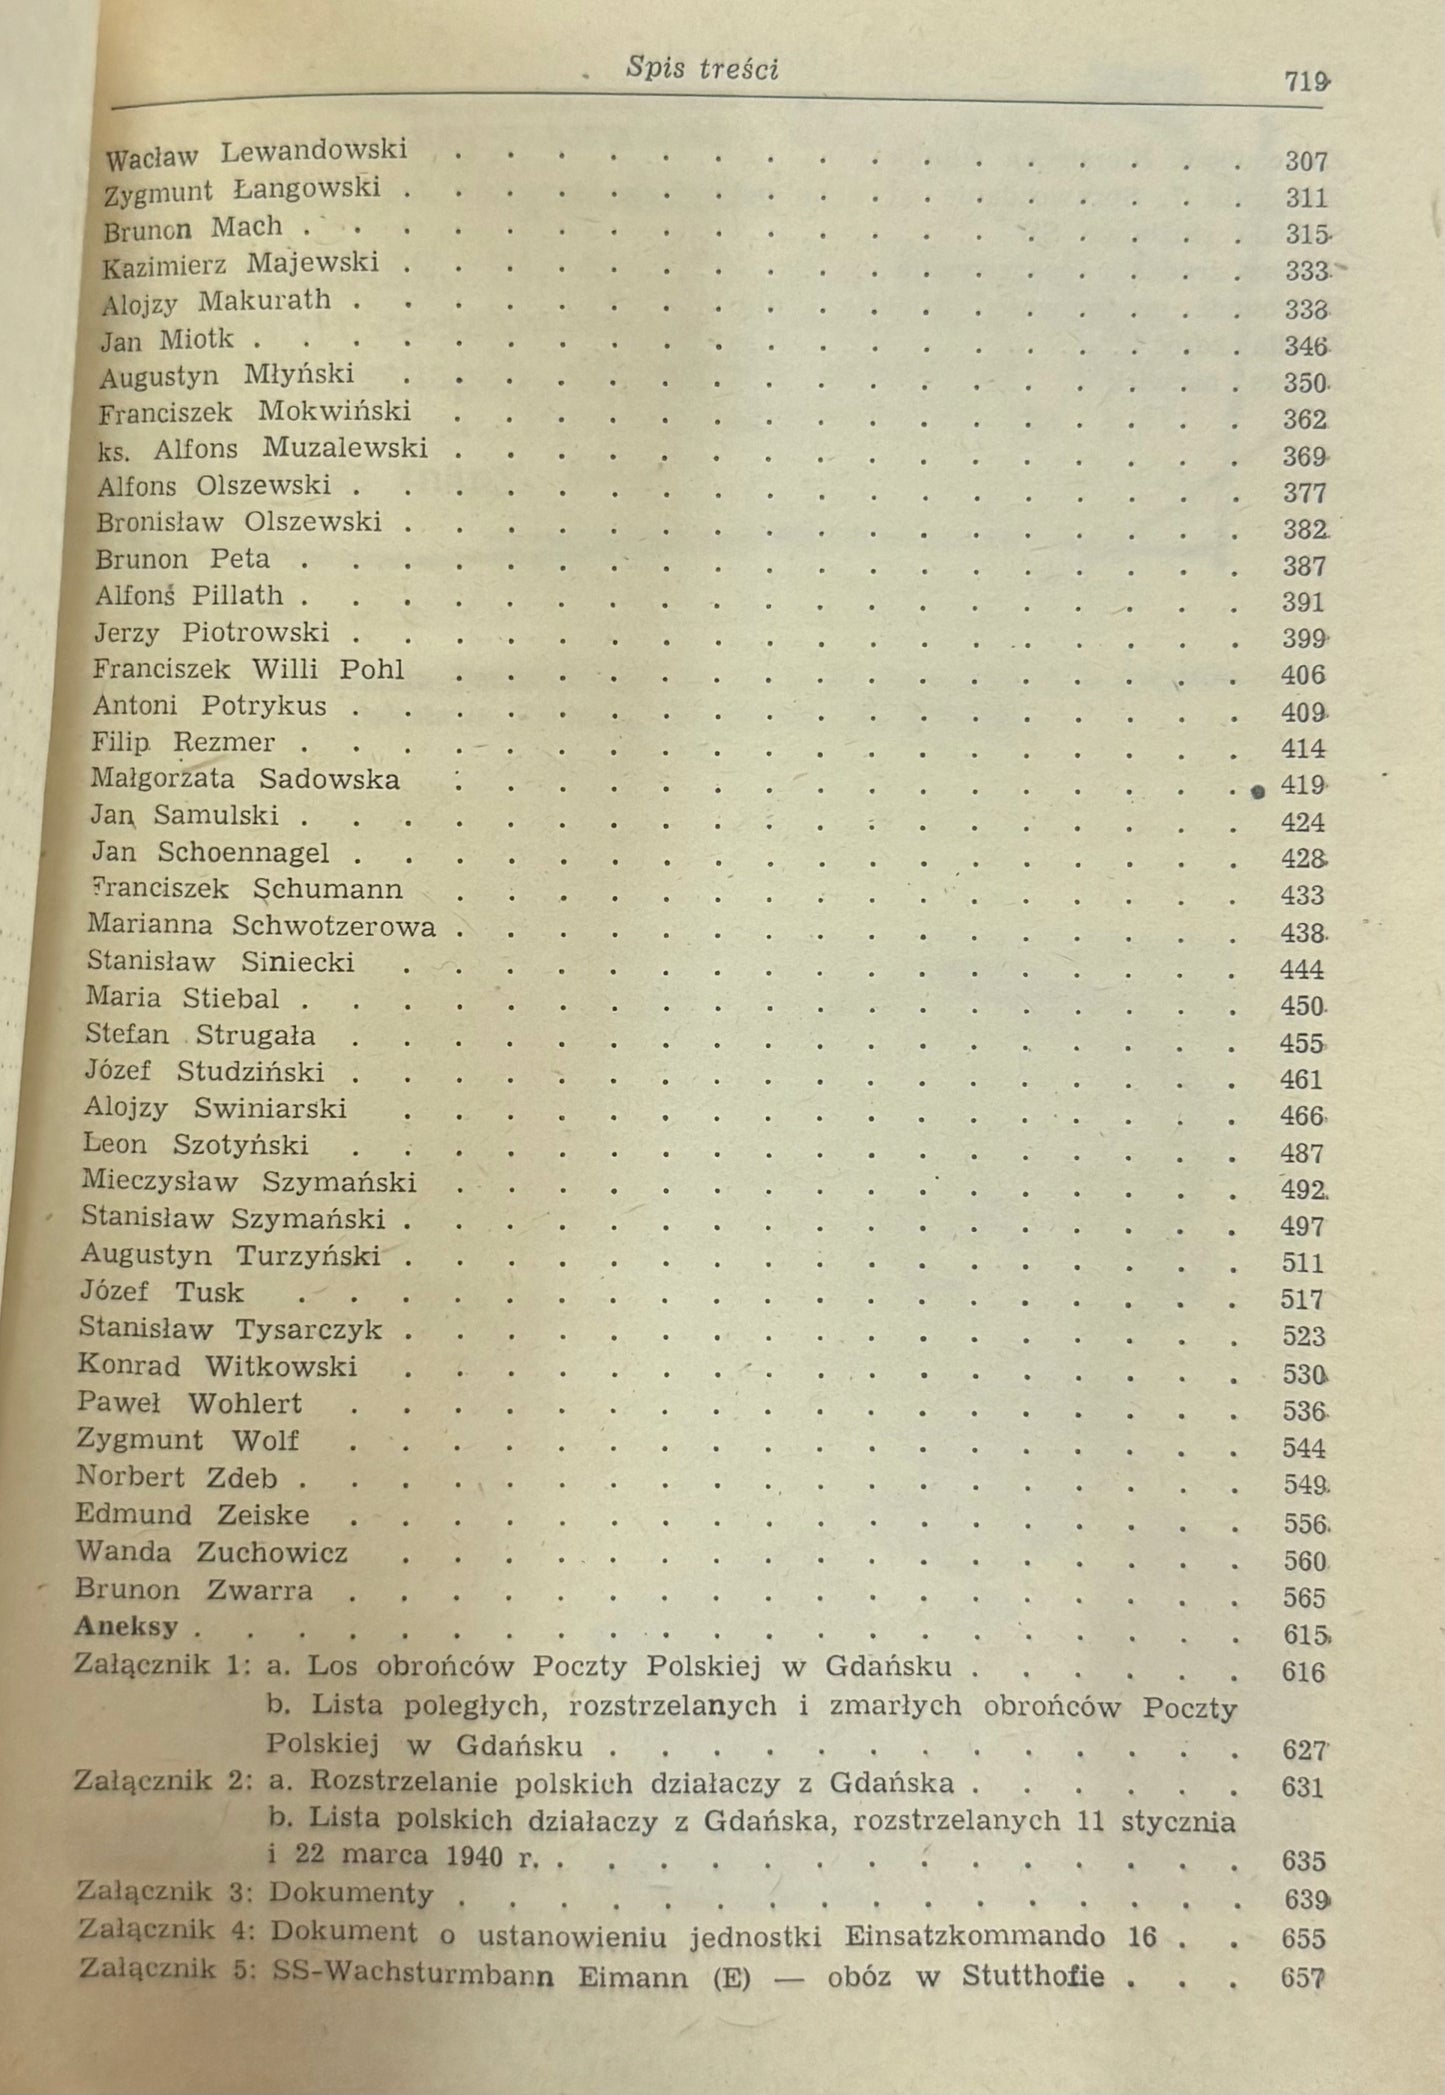 Spis treści 719
Wacław Lewandowski . . . . . . . . . . . . . . . . 307
Zygmunt Łangowski . . . . . . . . . . . . . . . . . 311
Brunon Mach . . . . . . . . . . . . . . . . . . . 315
Kazimierz Majewski . . . . . . . . . . . . . . . . . 333
Alojzy Makurath . . . . . . . . . . . . . . . . . . 338
Jan Miotk . . . . . . . . . . . . . . . . . . . . 346
Augustyn Młyński . . . . . . . . . . . . . . . . . 350
Franciszek Mokwiński . . . . . . . . . . . . . . . . 362
ks. Alfons Muzalewski . . . . . . . . . . . . . . . . 369
Alfons Olszewski . . . . . . . . . . . . . . . . . . 377
Bronisław Olszewski . . . . . . . . . . . . . . . . . 382
Brunon Peta . . . . . . . . . . . . . . . . . . . 387
Alfons Pillath . . . . . . . . . . . . . . . . . . . 391
Jerzy Piotrowski . . . . . . . . . . . . . . . . . . 399
Franciszek Willi Pohl . . . . . . . . . . . . . . . . 406
Antoni Potrykus . . . . . . . . . . . . . . . . . . 409
Filip Rezmer . . . . . . . . . . . . . . . . . . . 414
Małgorzata Sadowska . . . . . . . . . . . . . . . . 419
Jan Samulski . . . . . . . . . . . . . . . . . . . 424
Jan Schoennagel . . . . . . . . . . . . . . . . . . 428
Franciszek Schumann . . . . . . . . . . . . . . . . 433
Marianna Schwotzerowa . . . . . . . . . . . . . . . . 438
Stanisław Siniecki . . . . . . . . . . . . . . . . . 444
Maria Stiebal . . . . . . . . . . . . . . . . . . . 450
Stefan Strugała . . . . . . . . . . . . . . . . . . 455
Józef Studziński . . . . . . . . . . . . . . . . . . 461
Alojzy Swiniarski . . . . . . . . . . . . . . . . . 466
Leon Szotyński . . . . . . . . . . . . . . . . . . 487
Mieczysław Szymański . . . . . . . . . . . . . . . . 492
Stanisław Szymański . . . . . . . . . . . . . . . . . 497
Augustyn Turzyński . . . . . . . . . . . . . . . . . 511
Józef Tusk . . . . . . . . . . . . . . . . . . . 517
Stanisław Tysarczyk . . . . . . . . . . . . . . . . . 523
Konrad Witkowski . . . . . . . . . . . . . . . . . 530
Paweł Wohlert . . . . . . . . . . . . . . . . . . 536
Zygmunt Wolf . . . . . . . . . . . . . . . . . . 544
Norbert Zdeb . . . . . . . . . . . . . . . . . . . 549
Edmund Zeiske . . . . . . . . . . . . . . . . . . 556
Wanda Zuchowicz . . . . . . . . . . . . . . . . . 560
Brunon Zwarra . . . . . . . . . . . . . . . . . . 565
Aneksy . . . . . . . . . . . . . . . . . . . . . 615
Załącznik 1: a. Los obrońców Poczty Polskiej w Gdańsku . . . . . . 616
b. Lista poległych, rozstrzelanych i zmarłych obrońców Poczty
Polskiej w Gdańsku . . . . . . . . . . . . . 627
Załącznik 2: a. Rozstrzelanie polskich działaczy z Gdańska . . . . . . 631
b. Lista polskich działaczy z Gdańska, rozstrzelanych 11 stycznia
i 22 marca 1940 r. . . . . . . . . . . . . . . 635
Załącznik 3: Dokumenty . . . . . . . . . . . . . . . . 639
Załącznik 4: Dokument o ustanowieniu jednostki Einsatzkommando 16 . . 655
Załącznik 5: SS-Wachsturmbann Eimann (E) — obóz w Stutthofie . . . 657